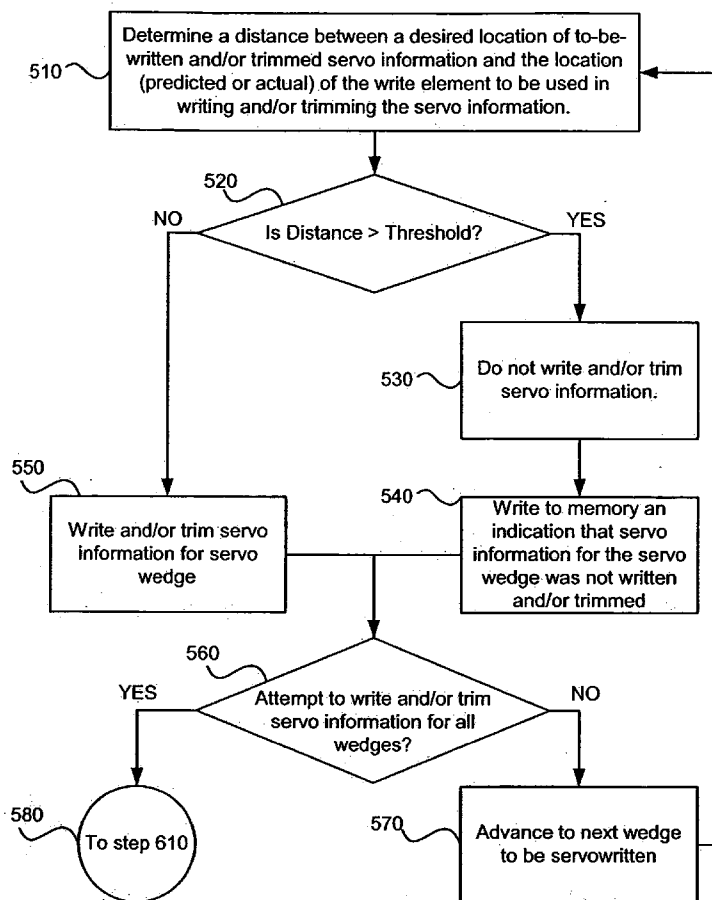 Determine a distance between a desired location of to-be-
written and/or trimmed servo information and the location
(predicted or actual) of the write element to be used in
writing and/or trimming the servo information.
510
520
NO
YES
Is Distance > Threshold?
530
Do not write and/or trim
servo information.
550
540
Write and/or trim servo
information for servo
wedge
Write to memory an
indication that servo
information for the servo
wedge was not written
and/or trimmed
560
YES
NO
Attempt to write and/or trim
servo information for all
wedges?
580
To step 610
570
Advance to next wedge
to be servowritten